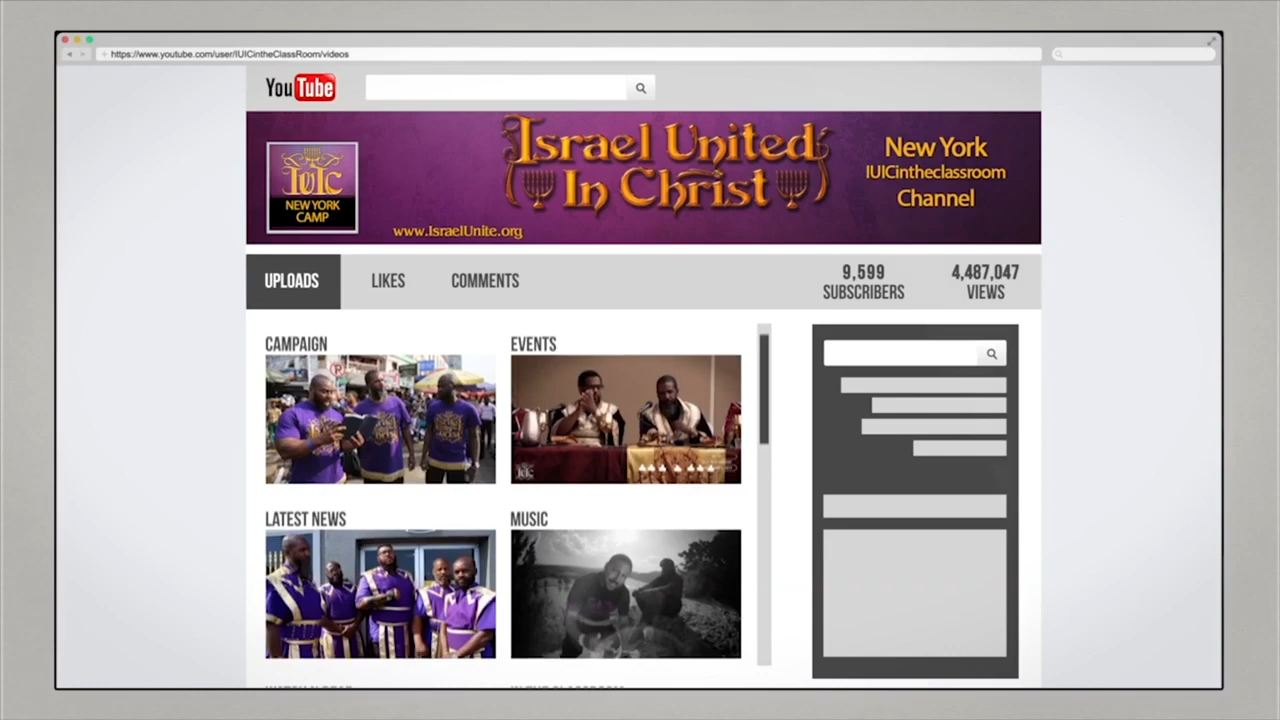 https://www.youtube.com/user/IUICintheClassRoom/videos
YouTube
IUIC
NEW YORK
CAMP
www.IsraelUnite.org
Israel United
In Christ
New York
IUICintheclassroom
Channel
UPLOADS
LIKES
COMMENTS
9,599
SUBSCRIBERS
4,487,047
VIEWS
CAMPAIGN
EVENTS
LATEST NEWS
MUSIC